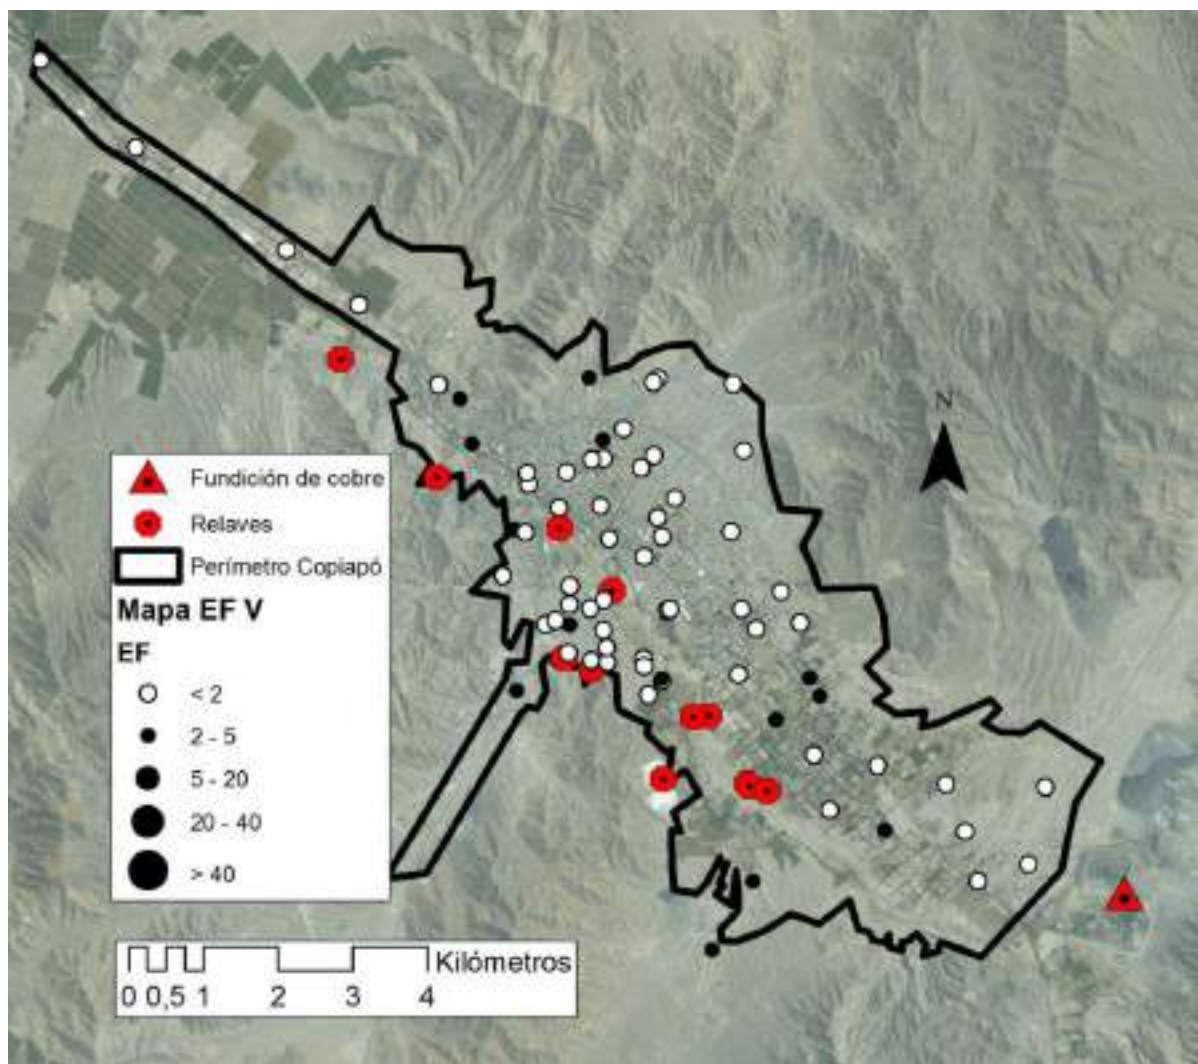 N
Fundición de cobre
Relaves
Perímetro Copiapó
Mapa EF V
EF
< 2
2 - 5
5 - 20
20 - 40
> 40
Kilómetros
0 0,5 1 2 3 4